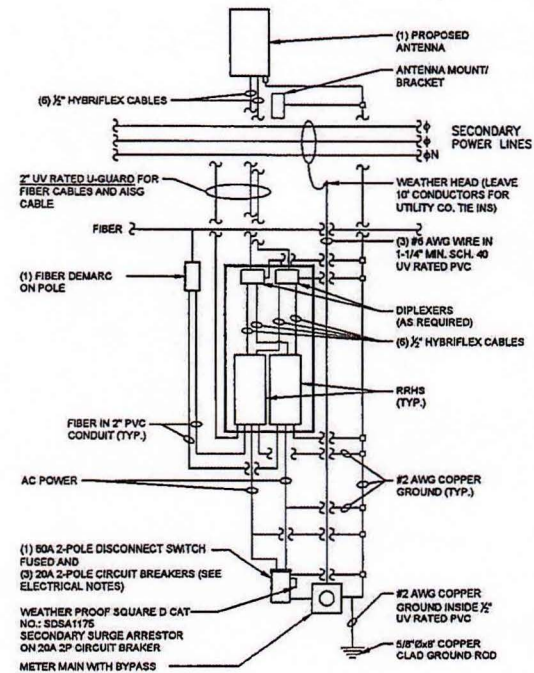 (1) PROPOSED
ANTENNA
ANTENNA MOUNT/
BRACKET
(6) ½" HYBRIFLEX CABLES
ϕ
ϕ
ϕN
SECONDARY
POWER LINES
2" UV RATED U-GUARD FOR
FIBER CABLES AND AISG
CABLE
WEATHER HEAD (LEAVE
10' CONDUCTORS FOR
UTILITY CO. TIE INS)
FIBER
(3) #6 AWG WIRE IN
1-1/4" MIN. SCH. 40
UV RATED PVC
(1) FIBER DEMARC
ON POLE
DIPLEXERS
(AS REQUIRED)
(6) ½" HYBRIFLEX CABLES
RRHS
(TYP.)
FIBER IN 2" PVC
CONDUIT (TYP.)
AC POWER
#2 AWG COPPER
GROUND (TYP.)
(1) 60A 2-POLE DISCONNECT SWITCH
FUSED AND
(3) 20A 2-POLE CIRCUIT BREAKERS (SEE
ELECTRICAL NOTES)
WEATHER PROOF SQUARE D CAT
NO.: SDSA1175
SECONDARY SURGE ARRESTOR
ON 20A 2P CIRCUIT BRAKER
METER MAIN WITH BYPASS
#2 AWG COPPER
GROUND INSIDE ½"
UV RATED PVC
5/8"Øx8' COPPER
CLAD GROUND ROD